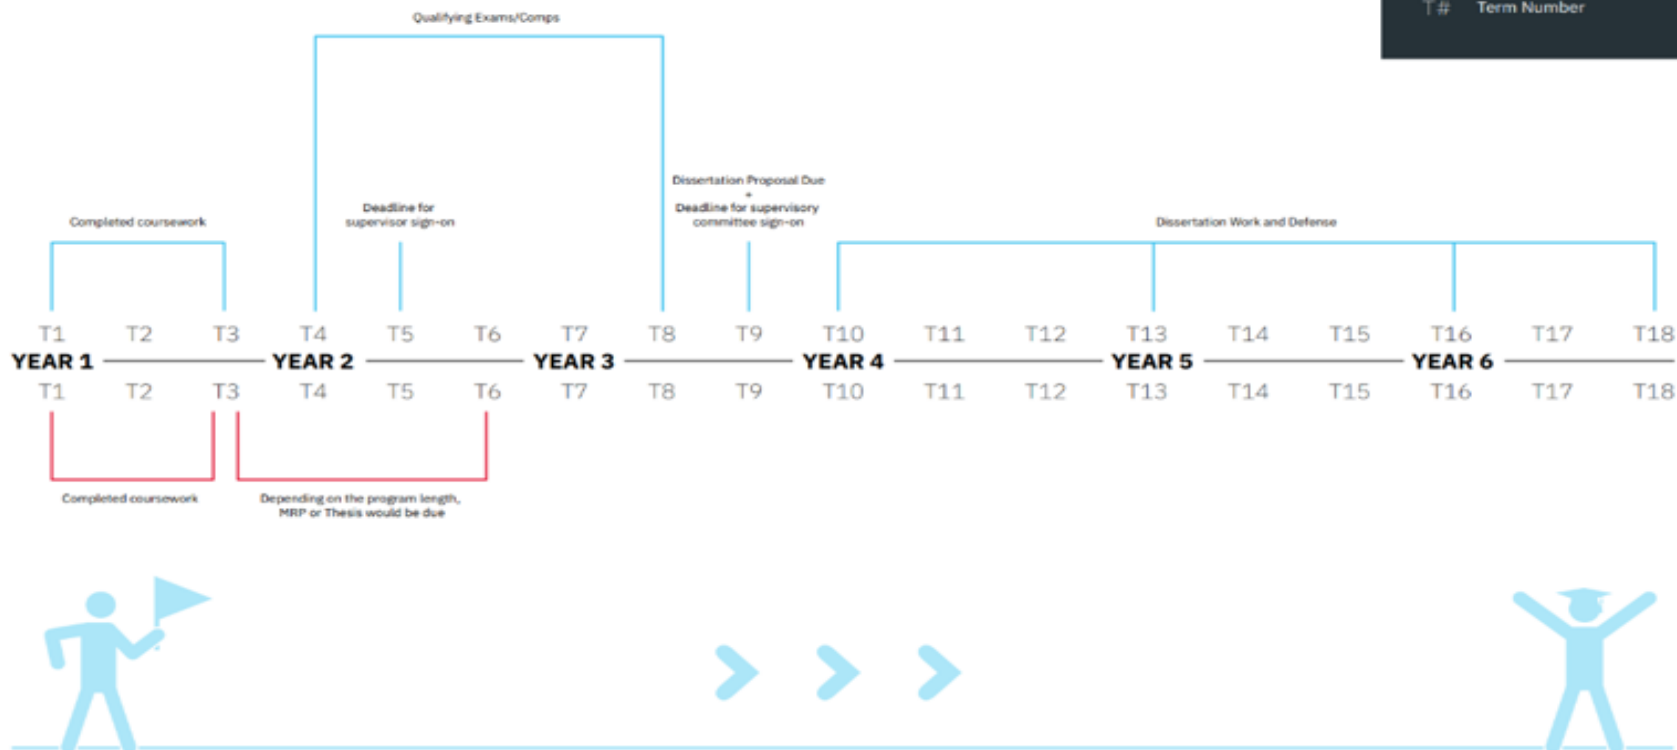 T# Term Number
Qualifying Exams/Comps
Completed coursework
Deadline for
supervisor sign-on
Dissertation Proposal Due
+
Deadline for supervisory
committee sign-on
Dissertation Work and Defense
T1 T2 T3 T4 T5 T6 T7 T8 T9 T10 T11 T12 T13 T14 T15 T16 T17 T18
YEAR 1 YEAR 2 YEAR 3 YEAR 4 YEAR 5 YEAR 6
T1 T2 T3 T4 T5 T6 T7 T8 T9 T10 T11 T12 T13 T14 T15 T16 T17 T18
Completed coursework
Depending on the program length,
MRP or Thesis would be due